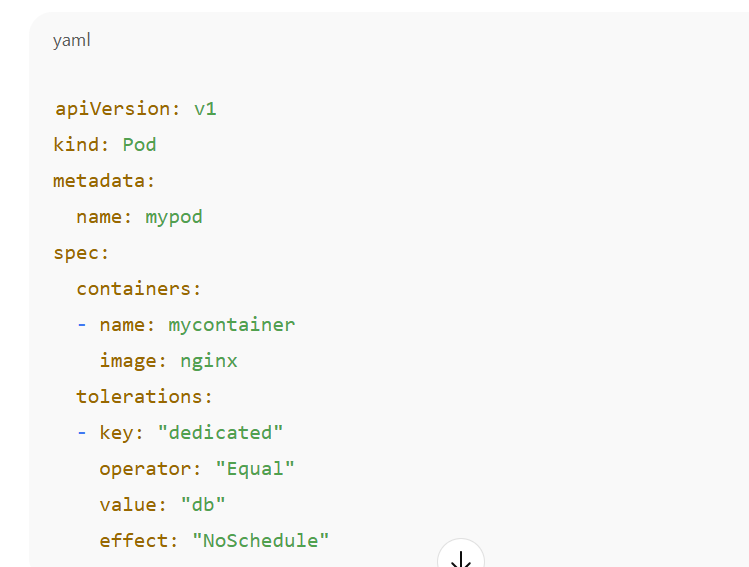 yaml
apiVersion: v1
kind: Pod
metadata:
  name: mypod
spec:
  containers:
  - name: mycontainer
    image: nginx
  tolerations:
  - key: "dedicated"
    operator: "Equal"
    value: "db"
    effect: "NoSchedule"